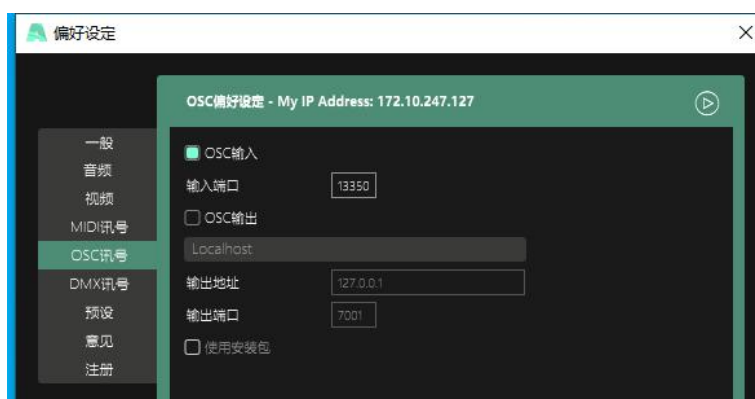 偏好设定
OSC偏好设定 - My IP Address: 172.10.247.127
一般
音频
视频
MIDI讯号
OSC讯号
DMX讯号
预设
意见
注册
OSC输入
输入端口 13350
OSC输出
Localhost
输出地址 127.0.0.1
输出端口 7001
使用安装包